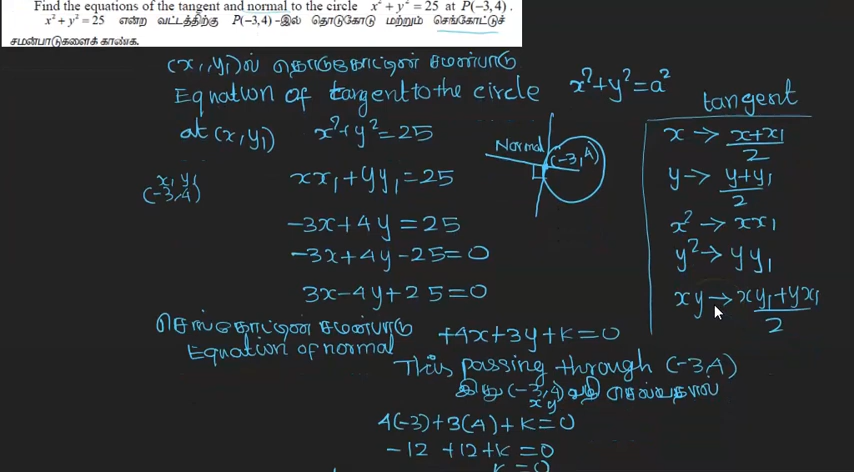 Find the equations of the tangent and normal to the circle x² + y² = 25 at P(−3, 4).
x² + y² = 25 என்ற வட்டத்திற்கு P(−3, 4)-இல் தொடுகோடு மற்றும் செங்கோட்டுச்
சமன்பாடுகளைக் காண்க.
(x₁, y₁)ல் தொடுகோட்டின் சமன்பாடு
Equation of tangent to the circle x²+y²=a²
at (x₁, y₁) x²+y²=25
x₁ y₁
(-3, 4)
xx₁+yy₁=25
-3x+4y=25
-3x+4y-25=0
3x-4y+25=0
Normal
(-3, 4)
tangent
x → x+x₁/2
y → y+y₁/2
x² → xx₁
y² → yy₁
xy → xy₁+yx₁/2
செங்கோட்டின் சமன்பாடு
Equation of normal +4x+3y+k=0
This passing through (-3, 4)
இது (-3, 4) வழி செல்வதால்
x y
4(-3)+3(4)+k=0
-12+12+k=0
k=0